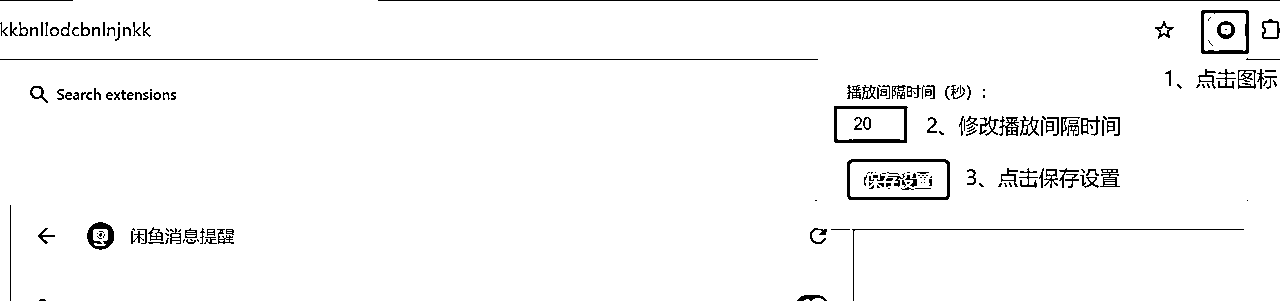 kkbnllodcbnlnjnkk
1、点击图标
Search extensions
播放间隔时间（秒）：
20
2、修改播放间隔时间
保存设置
3、点击保存设置
闲鱼消息提醒